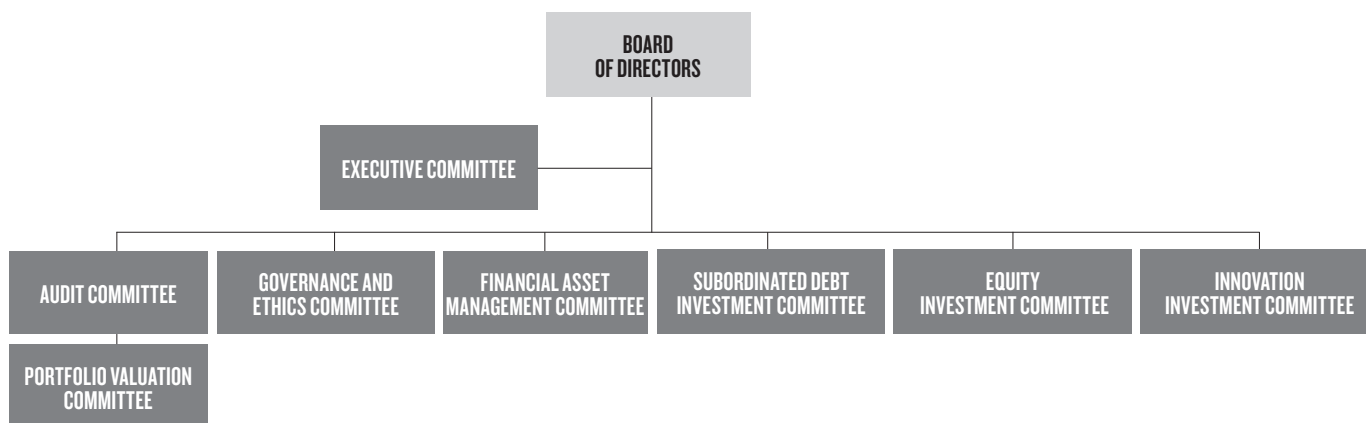 BOARD
OF DIRECTORS
EXECUTIVE COMMITTEE
AUDIT COMMITTEE
GOVERNANCE AND
ETHICS COMMITTEE
FINANCIAL ASSET
MANAGEMENT COMMITTEE
SUBORDINATED DEBT
INVESTMENT COMMITTEE
EQUITY
INVESTMENT COMMITTEE
INNOVATION
INVESTMENT COMMITTEE
PORTFOLIO VALUATION
COMMITTEE